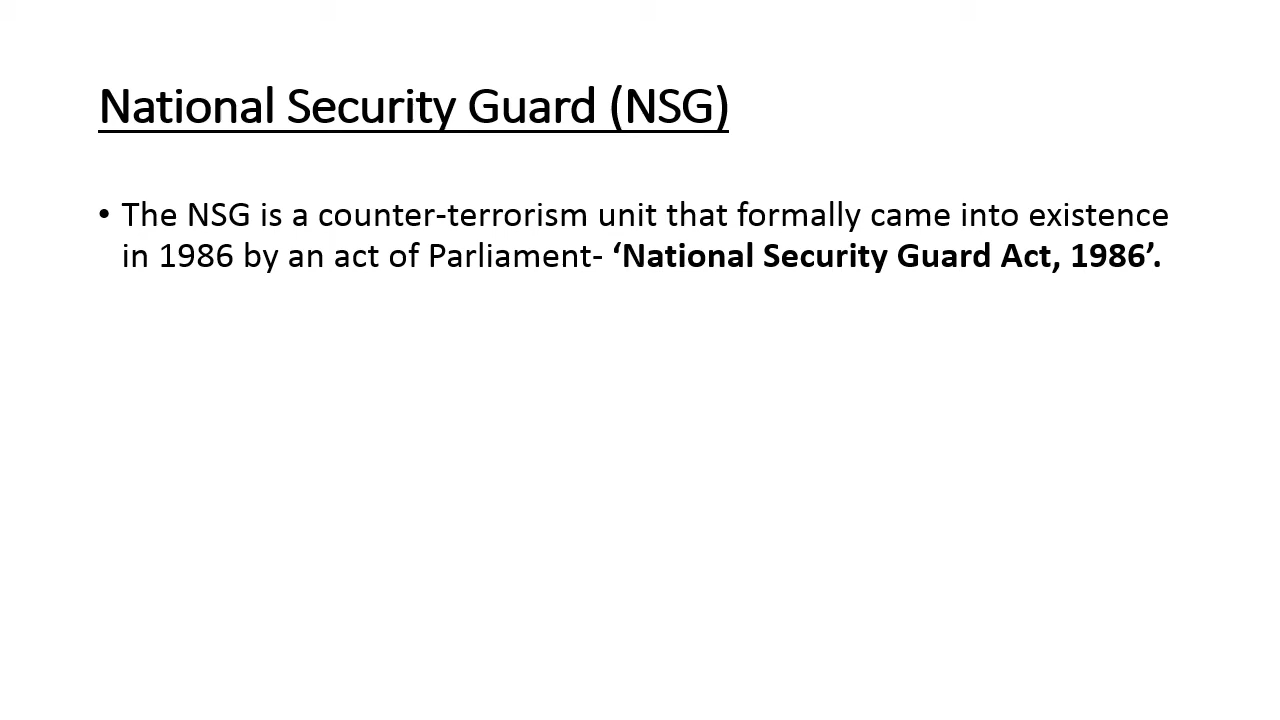 National Security Guard (NSG)
• The NSG is a counter-terrorism unit that formally came into existence
in 1986 by an act of Parliament- ‘National Security Guard Act, 1986’.